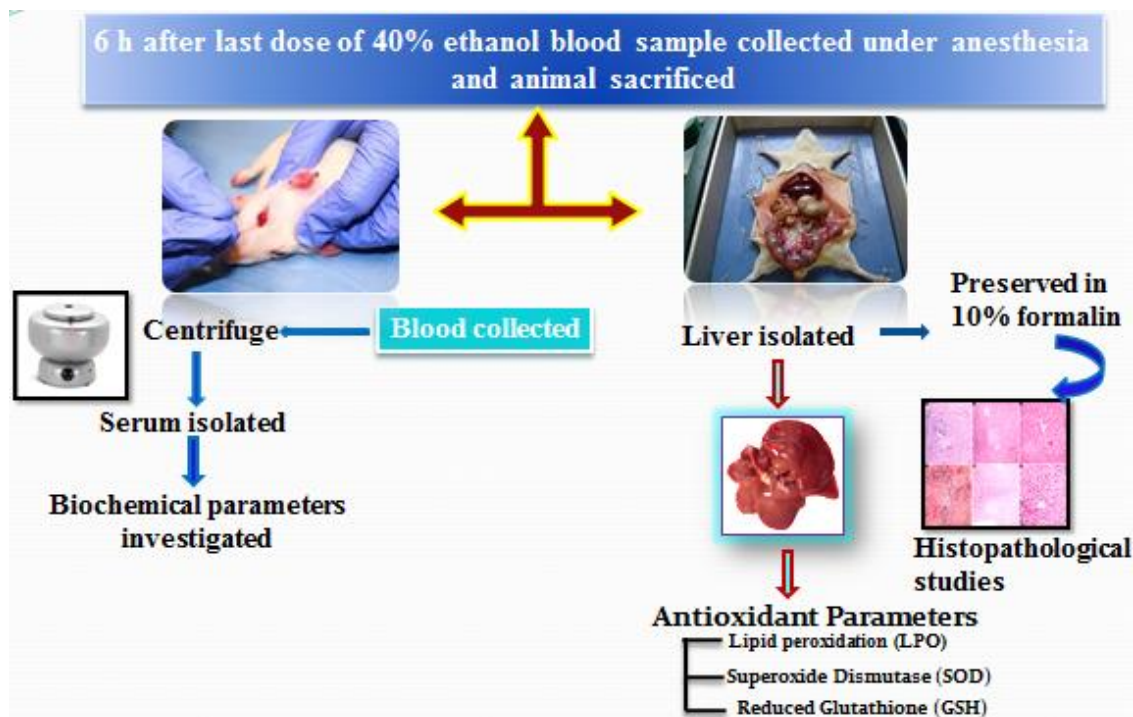 6 h after last dose of 40% ethanol blood sample collected under anesthesia
and animal sacrificed
Centrifuge
Blood collected
Liver isolated
Preserved in
10% formalin
Serum isolated
Biochemical parameters
investigated
Histopathological
studies
Antioxidant Parameters
Lipid peroxidation (LPO)
Superoxide Dismutase (SOD)
Reduced Glutathione (GSH)